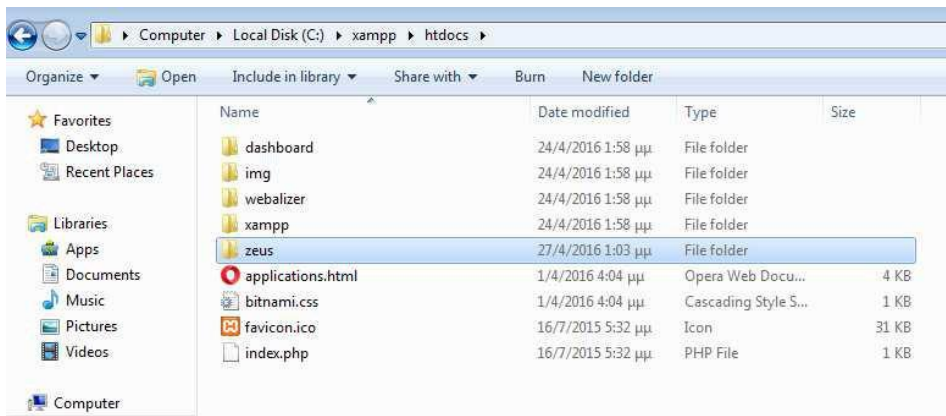 Computer Local Disk (C:) xampp htdocs
Organize Open Include in library Share with Burn New folder
Favorites
Desktop
Recent Places
Libraries
Apps
Documents
Music
Pictures
Videos
Computer
Name Date modified Type Size
dashboard 24/4/2016 1:58 μμ File folder
img 24/4/2016 1:58 μμ File folder
webalizer 24/4/2016 1:58 μμ File folder
xampp 24/4/2016 1:58 μμ File folder
zeus 27/4/2016 1:03 μμ File folder
applications.html 1/4/2016 4:04 μμ Opera Web Docu... 4 KB
bitnami.css 1/4/2016 4:04 μμ Cascading Style S... 1 KB
favicon.ico 16/7/2015 5:32 μμ Icon 31 KB
index.php 16/7/2015 5:32 μμ PHP File 1 KB